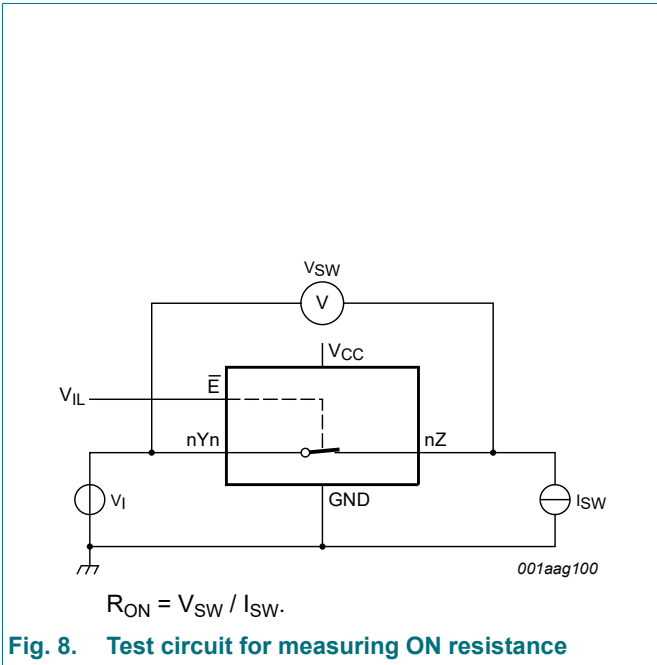 VSW
V
VCC
E
VIL
nYn
nZ
VI
GND
ISW
001aag100
RON = VSW / ISW.
Fig. 8. Test circuit for measuring ON resistance